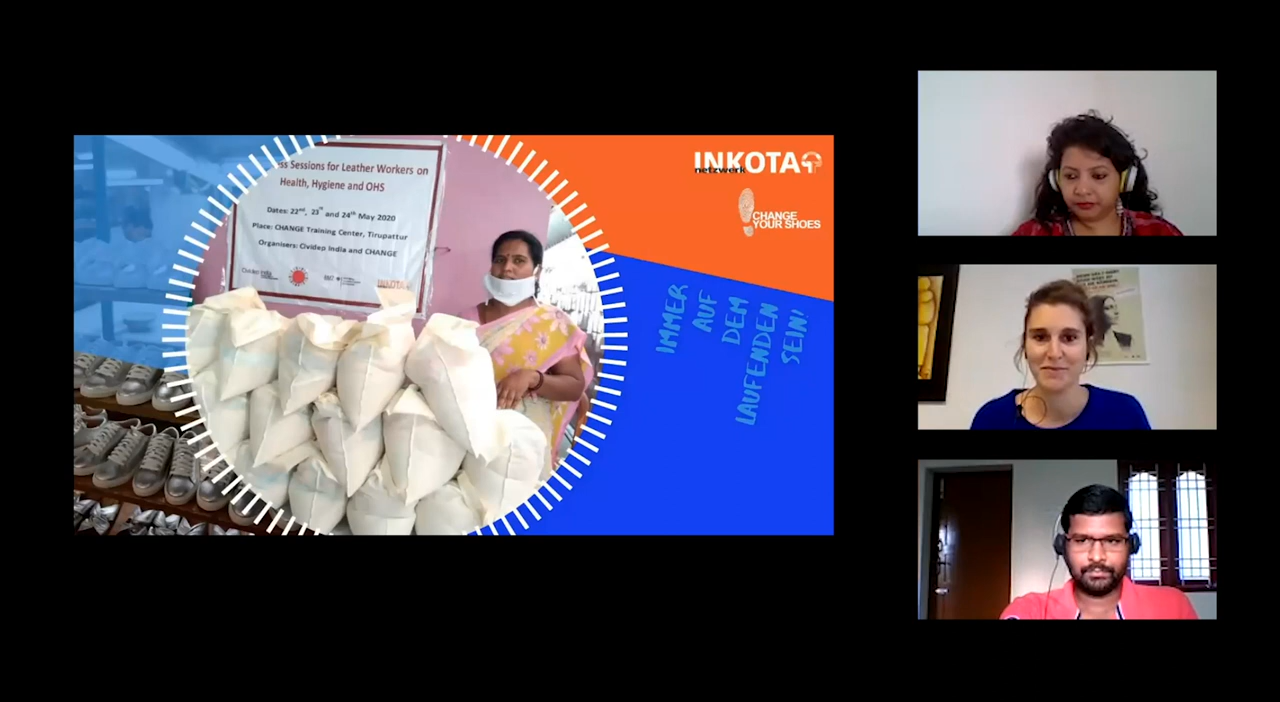 ss Sessions for Leather Workers on
Health, Hygiene and OHS
Dates: 22nd, 23rd and 24th May 2020
Place: CHANGE Training Center, Tirupattur
Organisers: Cividep India and CHANGE
INKOTA
INKOTA
netzwerk
CHANGE
YOUR SHOES
IMMER
AUF
DEM
LAUFENDEN
SEIN!